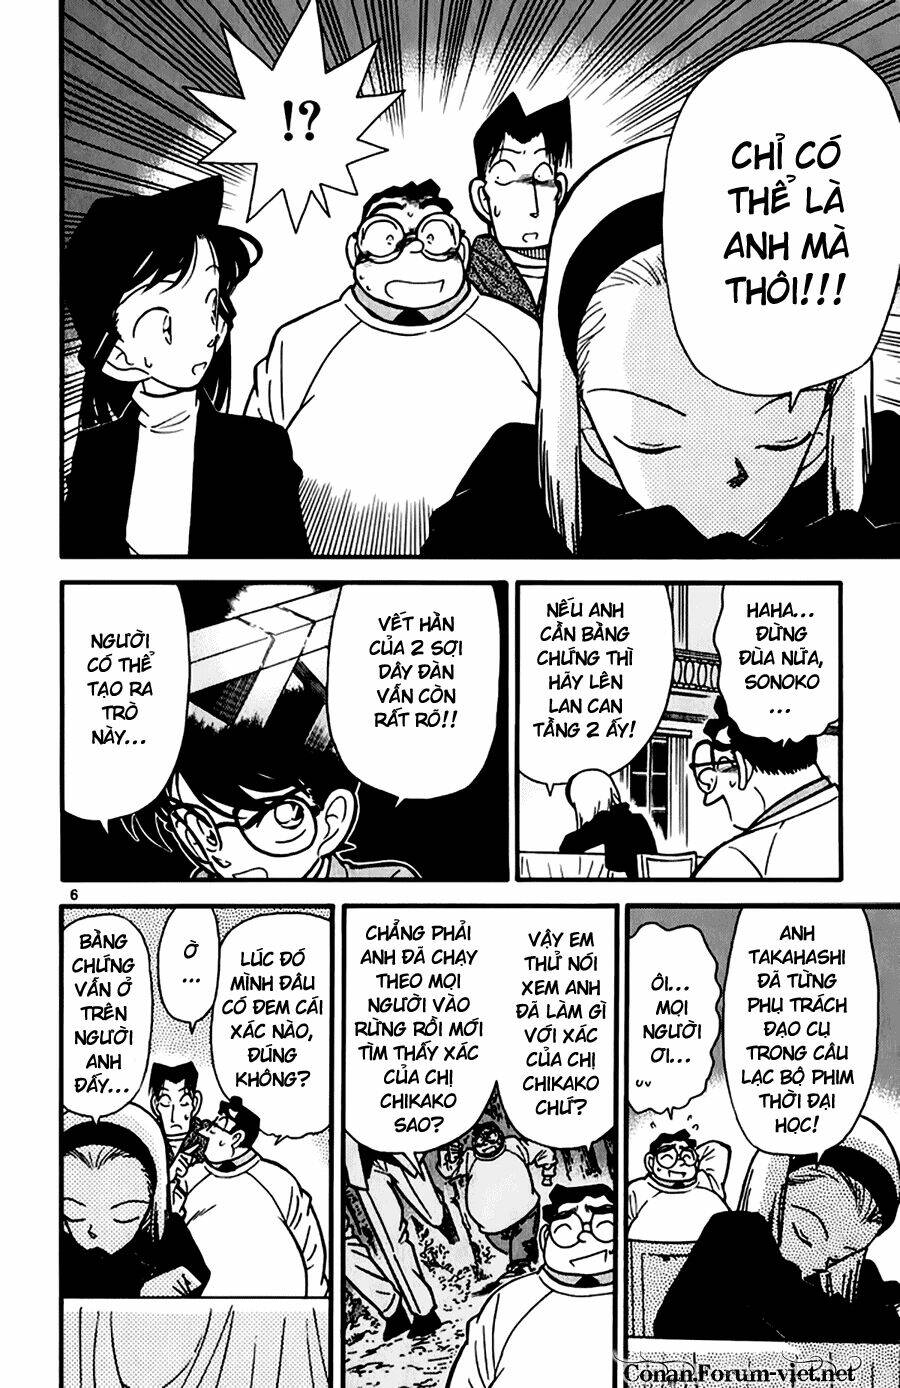 CHỈ CÓ
THỂ LÀ
ANH MÀ
THÔI!!!
!?
HAHA...
ĐỪNG
ĐÙA NỮA,
SONOKO
...
NẾU ANH
CẦN BẰNG
CHỨNG THÌ
HÃY LÊN
LAN CAN
TẦNG 2 ẤY!
VẾT HẰN
CỦA 2 SỢI
DÂY ĐÀN
VẪN CÒN
RẤT RÕ!!
NGƯỜI
CÓ THỂ
TẠO RA
TRÒ
NÀY...
6
ANH
TAKAHASHI
ĐÃ TỪNG
PHỤ TRÁCH
ĐẠO CỤ
TRONG CÂU
LẠC BỘ PHIM
THỜI ĐẠI
HỌC!
ÔI...
MỌI
NGƯỜI
ƠI...
VẬY EM
THỬ NÓI
XEM ANH
ĐÃ LÀM GÌ
VỚI XÁC
CỦA CHỊ
CHIKAKO
CHỨ?
CHẲNG PHẢI
ANH ĐÃ CHẠY
THEO MỌI
NGƯỜI VÀO
RỪNG RỒI MỚI
TÌM THẤY XÁC
CỦA CHỊ
CHIKAKO
SAO?
LÚC ĐÓ
MÌNH ĐÂU
CÓ ĐEM CÁI
XÁC NÀO,
ĐÚNG
KHÔNG?
Ờ
...
BẰNG
CHỨNG
VẪN Ở
TRÊN
NGƯỜI
ANH
ĐẤY...
Conan.Forum-viet.net